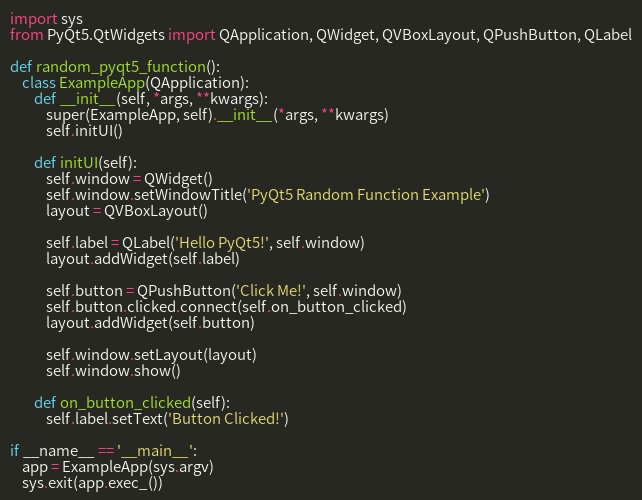 import sys
from PyQt5.QtWidgets import QApplication, QWidget, QVBoxLayout, QPushButton, QLabel

def random_pyqt5_function():
    class ExampleApp(QApplication):
        def __init__(self, *args, **kwargs):
            super(ExampleApp, self).__init__(*args, **kwargs)
            self.initUI()

        def initUI(self):
            self.window = QWidget()
            self.window.setWindowTitle('PyQt5 Random Function Example')
            layout = QVBoxLayout()

            self.label = QLabel('Hello PyQt5!', self.window)
            layout.addWidget(self.label)

            self.button = QPushButton('Click Me!', self.window)
            self.button.clicked.connect(self.on_button_clicked)
            layout.addWidget(self.button)

            self.window.setLayout(layout)
            self.window.show()

        def on_button_clicked(self):
            self.label.setText('Button Clicked!')

if __name__ == '__main__':
    app = ExampleApp(sys.argv)
    sys.exit(app.exec_())